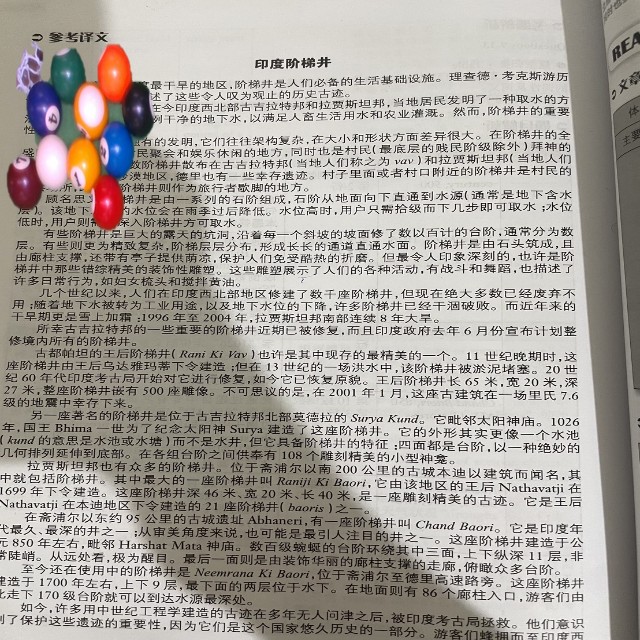 ➲ 参考译文
印度阶梯井
最干旱的地区,阶梯井是人们必备的生活基础设施。理查德·考克斯游历
述了这些令人叹为观止的历史古迹。
在今印度西北部古吉拉特邦和拉贾斯坦邦,当地居民发明了一种取水的方
例干净的地下水,以满足人畜生活用水和农业灌溉。然而,阶梯井的重要
性
有的发明,它们往往架构复杂,在大小和形状方面差异很大。在阶梯井的全
盛 民聚会和娱乐休闲的地方,同时也是村民(最底层的贱民阶级除外)拜神的
数阶梯井散布在古吉拉特邦(当地人们称之为 vav)和拉贾斯坦邦(当地人们
漠地区,德里也有一些幸存遗迹。村子里面或者村口附近的阶梯井是村民的
阶梯井则作为旅行者歇脚的地方。
顾名思 梯井是由一系列的石阶组成,石阶从地面向下直通到水源(通常是地下含水
层)。该地下 的水位会在雨季过后降低。水位高时,用户只需拾级而下几步即可取水;水位
低时,用户则需 深入阶梯井方可取水。
有些阶梯井是巨大的露天的坑洞,沿着每一个斜坡的坡面修了数以百计的台阶,通常分为数
层。有些则更为精致复杂,阶梯层层分布,形成长长的通道直通水面。阶梯井是由石头筑成,且
由廊柱支撑,还带有亭子提供荫凉,保护人们免受酷热的折磨。但最令人印象深刻的,也许是阶
梯井中那些错综精美的装饰性雕塑。这些雕塑展示了人们的各种活动,有战斗和舞蹈,也描述了
许多日常行为,如妇女梳头和搅拌黄油。
几个世纪以来,人们在印度西北部地区修建了数千座阶梯井,但现在绝大多数已经废弃不
用;随着地下水被转为工业用途,以及地下水位的下降,许多阶梯井已经干涸破败。而近年来的
干旱期更是雪上加霜;1996 年至 2004 年,拉贾斯坦邦南部连续 8 年大旱。
所幸古吉拉特邦的一些重要的阶梯井近期已被修复,而且印度政府去年 6 月份宣布计划整
修境内所有的阶梯井。
古都帕坦的王后阶梯井(Rani Ki Vav)也许是其中现存的最精美的一个。11 世纪晚期时,这
座阶梯井由王后乌达雅玛蒂下令建造;但在 13 世纪的一场洪水中,该阶梯井被淤泥堵塞。20 世
纪 60 年代印度考古局开始对它进行修复,如今它已恢复原貌。王后阶梯井长 65 米,宽 20 米,深
27 米,整座阶梯井嵌有 500 座雕像。不可思议的是,在 2001 年 1 月,这座古建筑在一场里氏 7.6
级的地震中幸存下来。
另一座著名的阶梯井是位于古吉拉特邦北部莫德拉的 Surya Kund。它毗邻太阳神庙。1026
年,国王 Bhima 一世为了纪念太阳神 Surya 建造了这座阶梯井。它的外形其实更像一个水池
(kund 的意思是水池或水塘)而不是水井,但它具备阶梯井的特征;四面都是台阶,以一种绝妙的
几何排列延伸到底部。在各组台阶之间供奉有 108 个雕刻精美的小型神龛。
拉贾斯坦邦也有众多的阶梯井。位于斋浦尔以南 200 公里的古城本迪以建筑而闻名,其
中就包括阶梯井。其中最大的一座阶梯井叫 Raniji Ki Baori,它由该地区的王后 Nathavatji 在
1699 年下令建造。这座阶梯井深 46 米、宽 20 米、长 40 米,是一座雕刻精美的古迹。它是王后
Nathavatji 在本迪地区下令建造的 21 座阶梯井(baoris)之一。
在斋浦尔以东约 95 公里的古城遗址 Abhaneri,有一座阶梯井叫 Chand Baori。它是印度年
代最久、最深的井之一;从审美角度来说,也可能是最引人注目的井之一。这座阶梯井建造于公
元 850 年左右,毗邻 Harshat Mata 神庙。数百级蜿蜒的台阶环绕其中三面,上下纵深 11 层,非
常陡峭。从远处看,极为醒目。最后一面则是由装饰华丽的廊柱支撑的走廊,俯瞰众多台阶。
至今还在使用中的阶梯井是 Neemrana Ki Baori,位于斋浦尔至德里高速路旁。这座阶梯井
建造于 1700 年左右,上下 9 层,最下面的两层位于水下。在地面则有 86 个廊柱入口,游客们由
此走下 170 级台阶就可以到达水源最深处。
如今,许多用中世纪工程学建造的古迹在多年无人问津之后,被印度考古局拯救。他们意识
到了保护这些遗迹的重要性,因为它们是这个国家悠久历史的一部分。游客们蜂拥而至印度西
REA
➲ 文章
体
主要